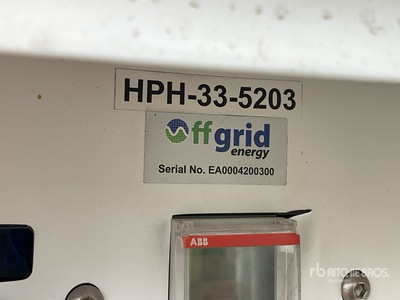 HPH-33-5203
Offgrid
energy
Serial No. EA0004200300
ABB
rb RITCHIE BROS.